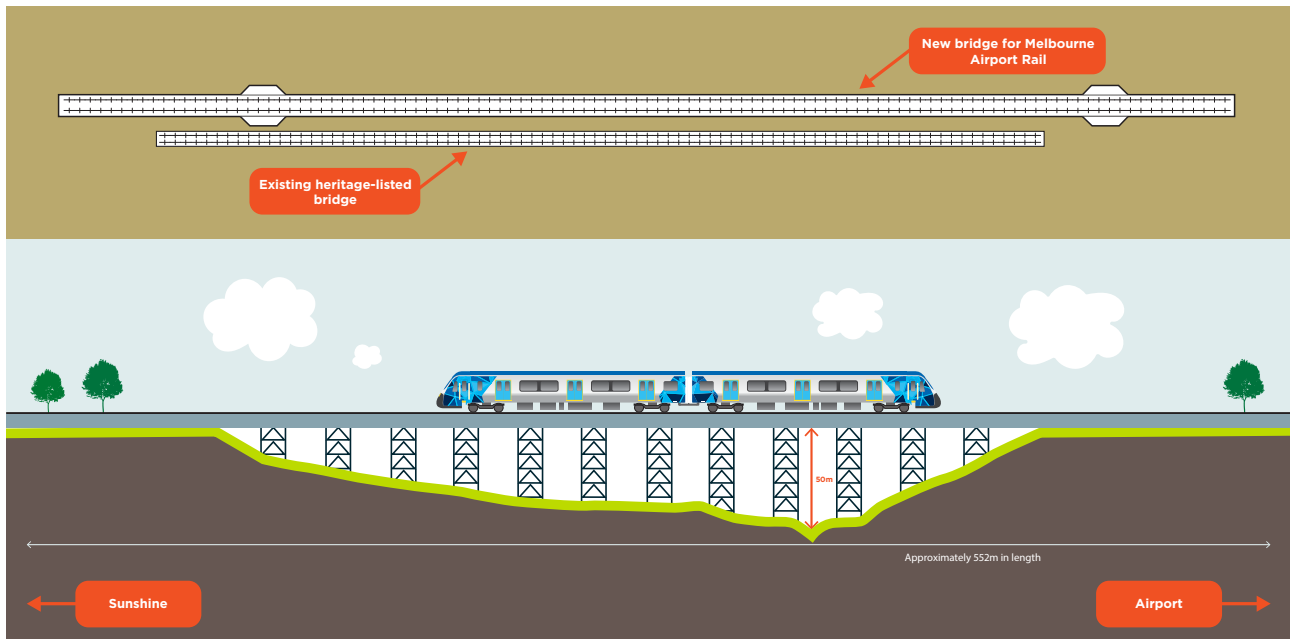 New bridge for Melbourne
Airport Rail
Existing heritage-listed
bridge
50m
Approximately 552m in length
Sunshine
Airport